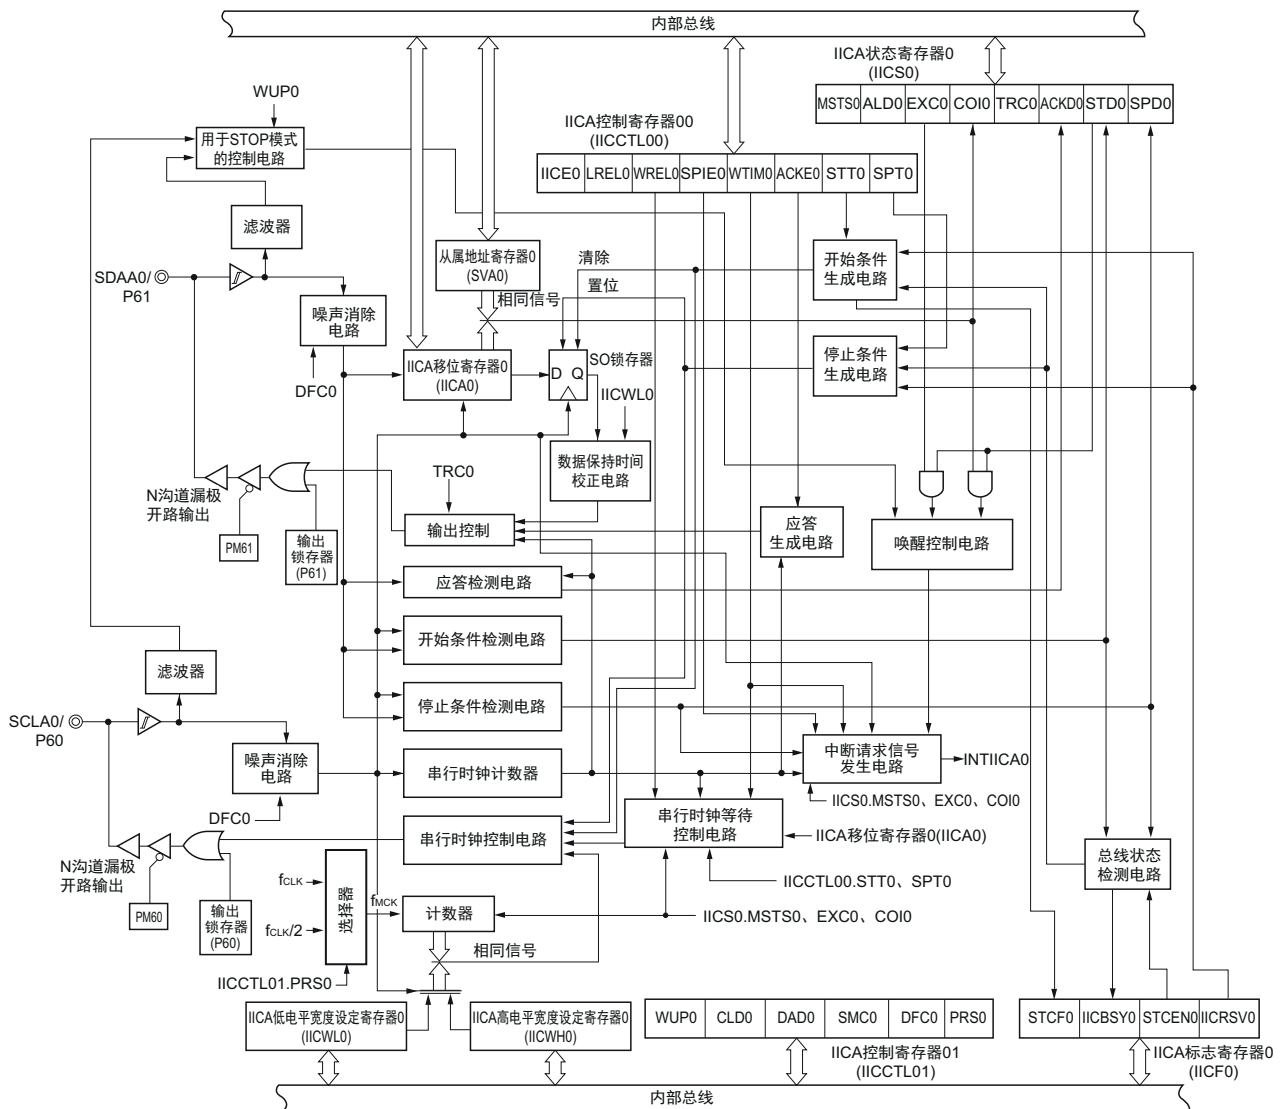 内部总线
IICA状态寄存器0
(IICS0)
MSTS0 ALD0 EXC0 COI0 TRC0 ACKD0 STD0 SPD0
WUP0
用于STOP模式
的控制电路
IICA控制寄存器00
(IICCTL00)
IICE0 LREL0 WREL0 SPIE0 WTIM0 ACKE0 STT0 SPT0
滤波器
从属地址寄存器0
(SVA0)
清除
置位
开始条件
生成电路
SDAA0/
P61
相同信号
噪声消除
电路
停止条件
生成电路
IICA移位寄存器0
(IICA0)
SO锁存器
D Q
DFC0
IICWL0
数据保持时间
校正电路
TRC0
N沟道漏极
开路输出
PM61
输出
锁存器
(P61)
输出控制
应答
生成电路
唤醒控制电路
应答检测电路
开始条件检测电路
滤波器
停止条件检测电路
SCLA0/
P60
噪声消除
电路
串行时钟计数器
中断请求信号
发生电路
INTIICA0
IICS0.MSTS0、EXC0、COI0
DFC0
串行时钟等待
控制电路
IICA移位寄存器0(IICA0)
串行时钟控制电路
总线状态
检测电路
N沟道漏极
开路输出
PM60
输出
锁存器
(P60)
fCLK
fCLK/2
选择器
fMCK
计数器
IICCTL00.STT0、SPT0
IICS0.MSTS0、EXC0、COI0
相同信号
IICCTL01.PRS0
IICA低电平宽度设定寄存器0
(IICWL0)
IICA高电平宽度设定寄存器0
(IICWH0)
WUP0 CLD0 DAD0 SMC0 DFC0 PRS0
IICA控制寄存器01
(IICCTL01)
STCF0 IICBSY0 STCEN0 IICRSV0
IICA标志寄存器0
(IICF0)
内部总线